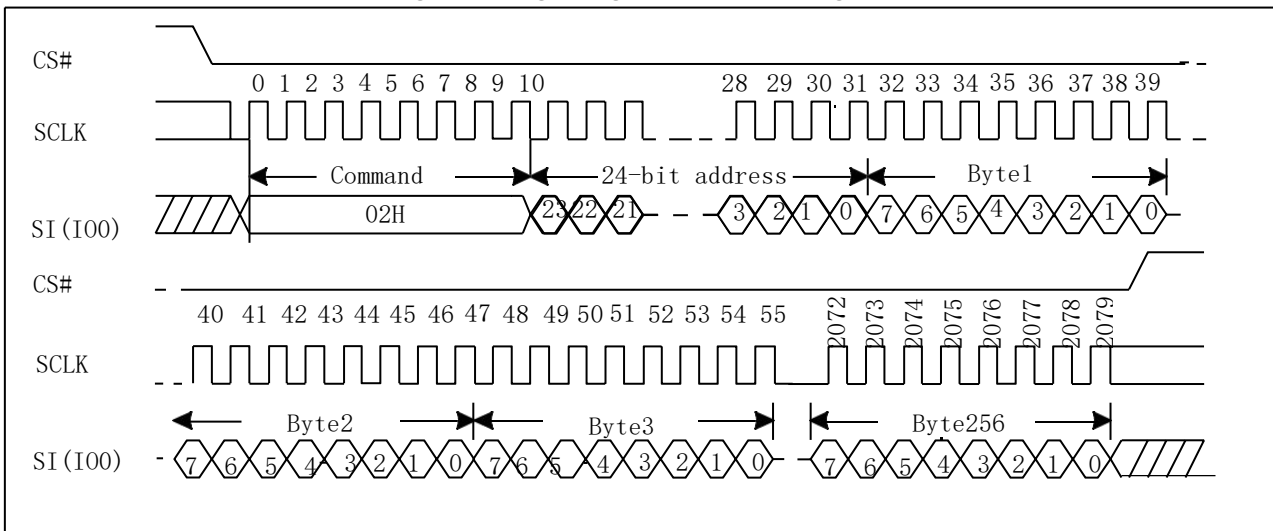 CS#
0 1 2 3 4 5 6 7 8 9 10 28 29 30 31 32 33 34 35 36 37 38 39
SCLK
Command 24-bit address Byte1
SI(IO0) 02H 23 22 21 3 2 1 0 7 6 5 4 3 2 1 0
CS#
40 41 42 43 44 45 46 47 48 49 50 51 52 53 54 55 2072 2073 2074 2075 2076 2077 2078 2079
SCLK
Byte2 Byte3 Byte256
SI(IO0) 7 6 5 4 3 2 1 0 7 6 5 4 3 2 1 0 7 6 5 4 3 2 1 0